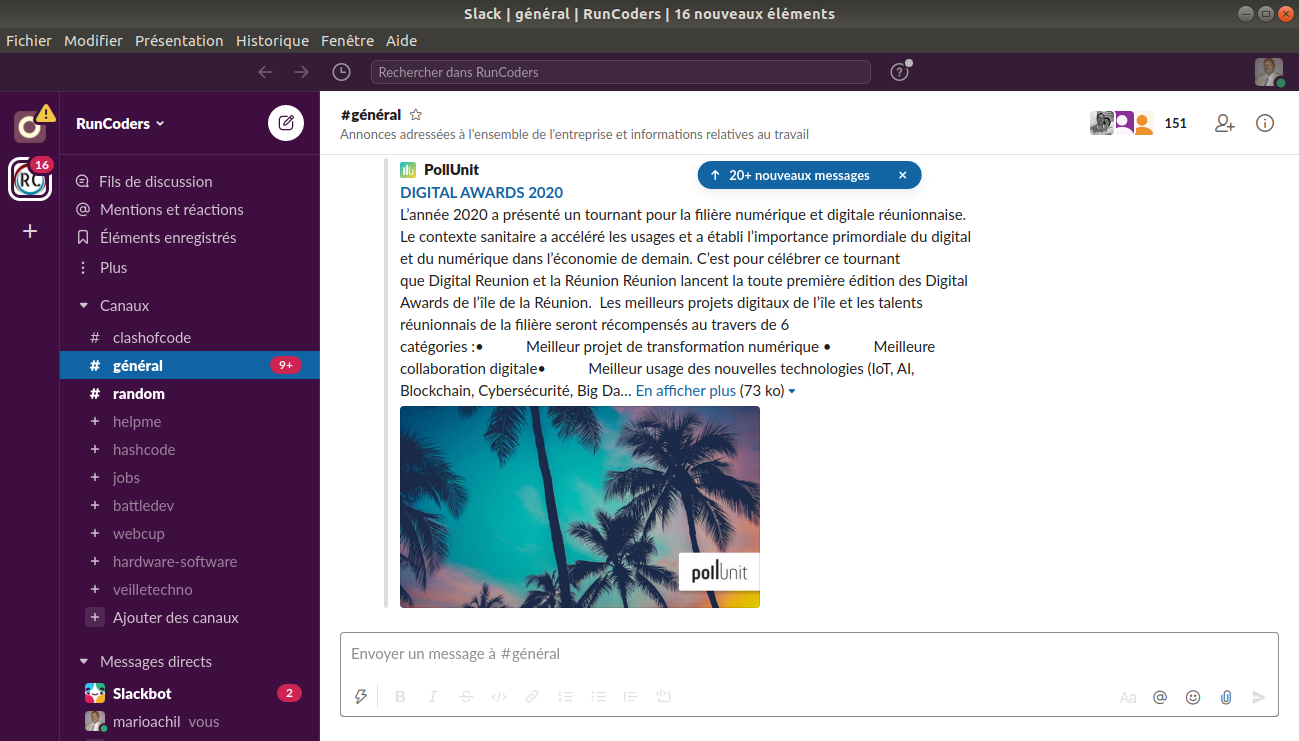 Slack | général | RunCoders | 16 nouveaux éléments
Fichier Modifier Présentation Historique Fenêtre Aide
Rechercher dans RunCoders
RunCoders
16
RC
Fils de discussion
Mentions et réactions
Éléments enregistrés
Plus
Canaux
# clashofcode
# général 9+
# random
+ helpme
+ hashcode
+ jobs
+ battledev
+ webcup
+ hardware-software
+ veilletechno
+ Ajouter des canaux
Messages directs
Slackbot 2
marioachil vous
#général
Annonces adressées à l'ensemble de l'entreprise et informations relatives au travail
151
↑ 20+ nouveaux messages ×
PollUnit
DIGITAL AWARDS 2020
L'année 2020 a présenté un tournant pour la filière numérique et digitale réunionnaise.
Le contexte sanitaire a accéléré les usages et a établi l'importance primordiale du digital
et du numérique dans l'économie de demain. C'est pour célébrer ce tournant
que Digital Reunion et la Réunion Réunion lancent la toute première édition des Digital
Awards de l'île de la Réunion. Les meilleurs projets digitaux de l'île et les talents
réunionnais de la filière seront récompensés au travers de 6
catégories :• Meilleur projet de transformation numérique • Meilleure
collaboration digitale• Meilleur usage des nouvelles technologies (IoT, AI,
Blockchain, Cybersécurité, Big Da... En afficher plus (73 ko)
pollUnit
Envoyer un message à #général
B I S </> Aa @